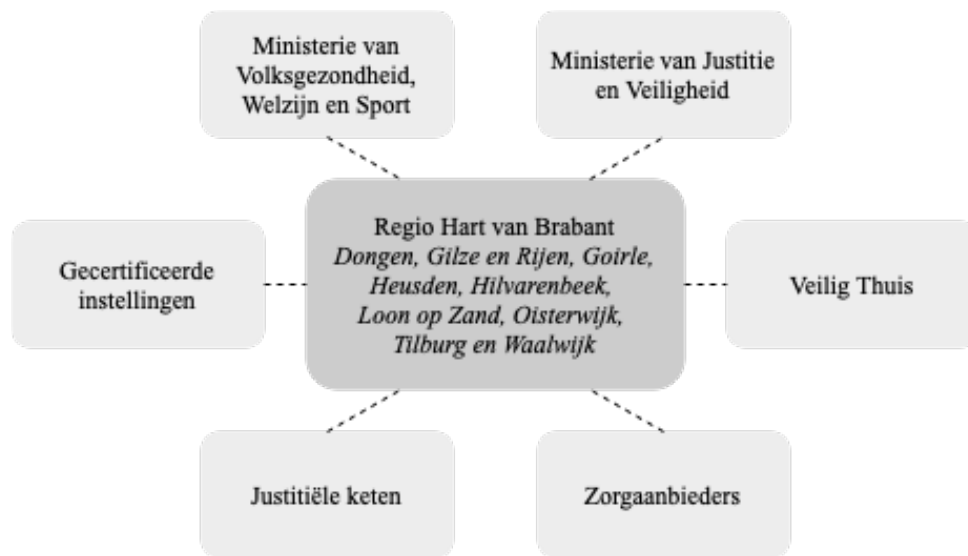 Ministerie van
Volksgezondheid,
Welzijn en Sport
Ministerie van Justitie
en Veiligheid
Gecertificeerde
instellingen
Regio Hart van Brabant
Dongen, Gilze en Rijen, Goirle,
Heusden, Hilvarenbeek,
Loon op Zand, Oisterwijk,
Tilburg en Waalwijk
Veilig Thuis
Justitiële keten
Zorgaanbieders